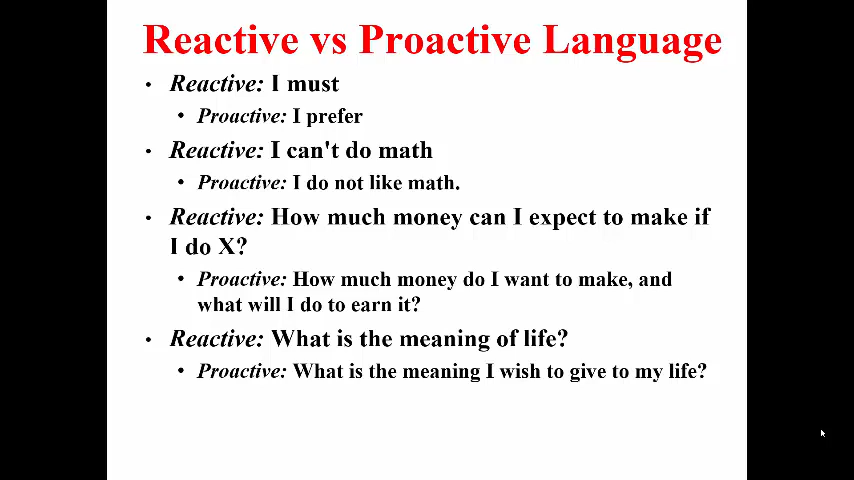 Reactive vs Proactive Language
• Reactive: I must
• Proactive: I prefer
• Reactive: I can't do math
• Proactive: I do not like math.
• Reactive: How much money can I expect to make if
I do X?
• Proactive: How much money do I want to make, and
what will I do to earn it?
• Reactive: What is the meaning of life?
• Proactive: What is the meaning I wish to give to my life?